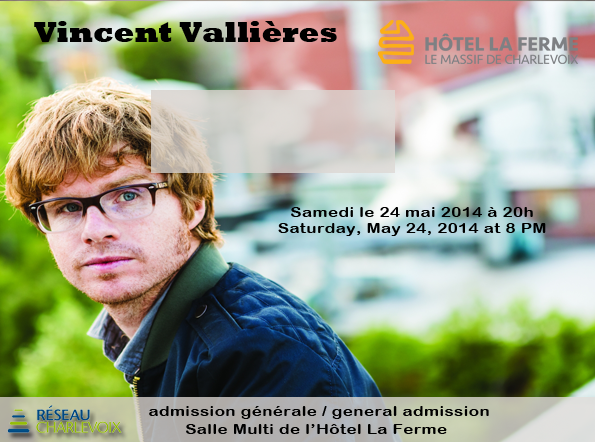 Vincent Vallières
HÔTEL LA FERME
LE MASSIF DE CHARLEVOIX
Samedi le 24 mai 2014 à 20h
Saturday, May 24, 2014 at 8 PM
RÉSEAU
CHARLEVOIX
admission générale / general admission
Salle Multi de l'Hôtel La Ferme